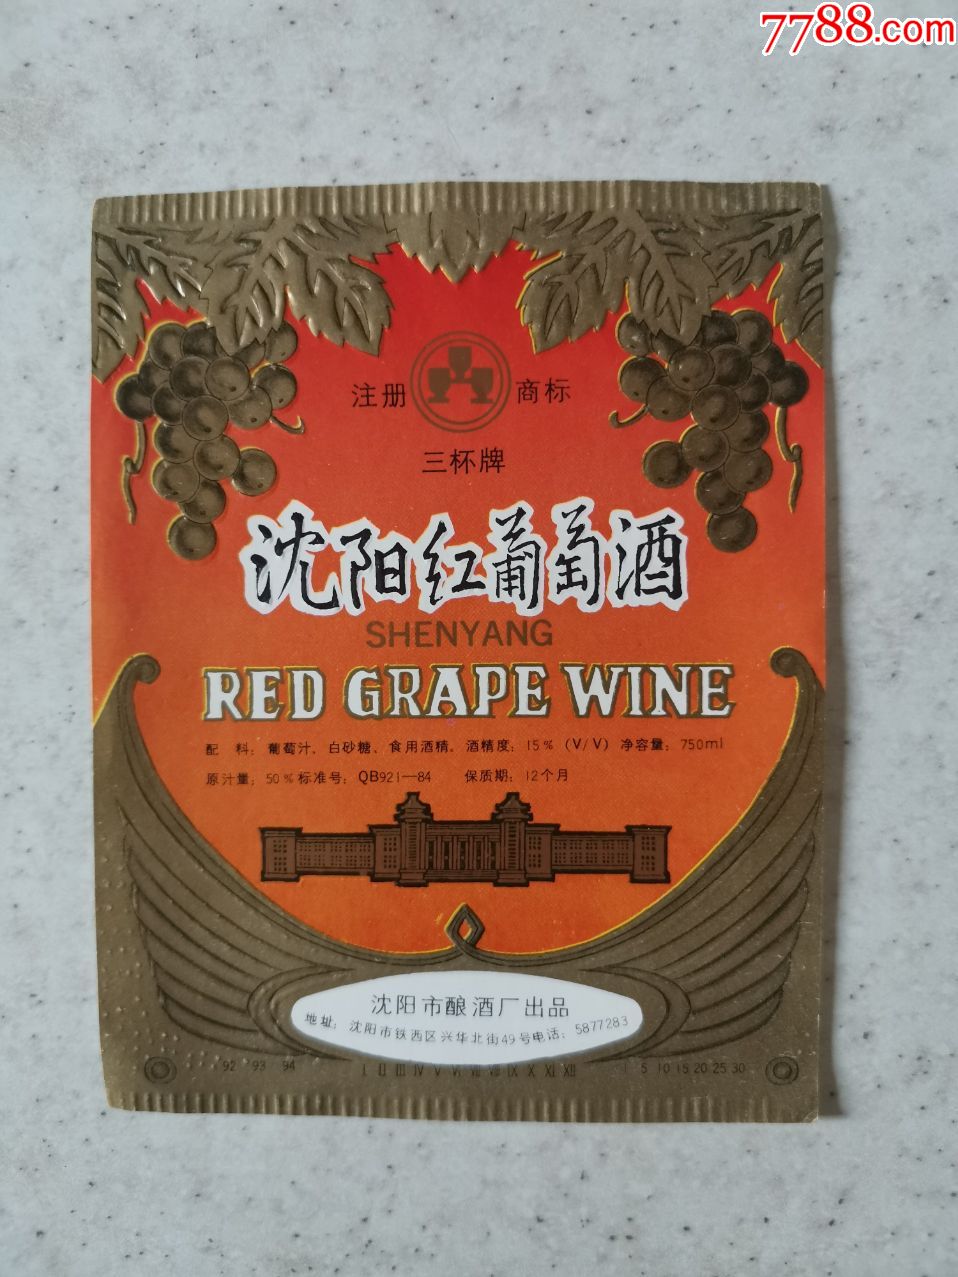 7788.com
注册 商标
三杯牌
沈阳红葡萄酒
SHENYANG
RED GRAPE WINE
配 料：葡萄汁、白砂糖、食用酒精。酒精度：15%（V/V）净容量：750ml
原汁量：50%标准号：QB921—84 保质期：12个月
沈阳市酿酒厂出品
地址：沈阳市铁西区兴华北街49号电话：5877283
92 93 94 I II III IV V VI VII VIII IX X XI XII 1 5 10 15 20 25 30